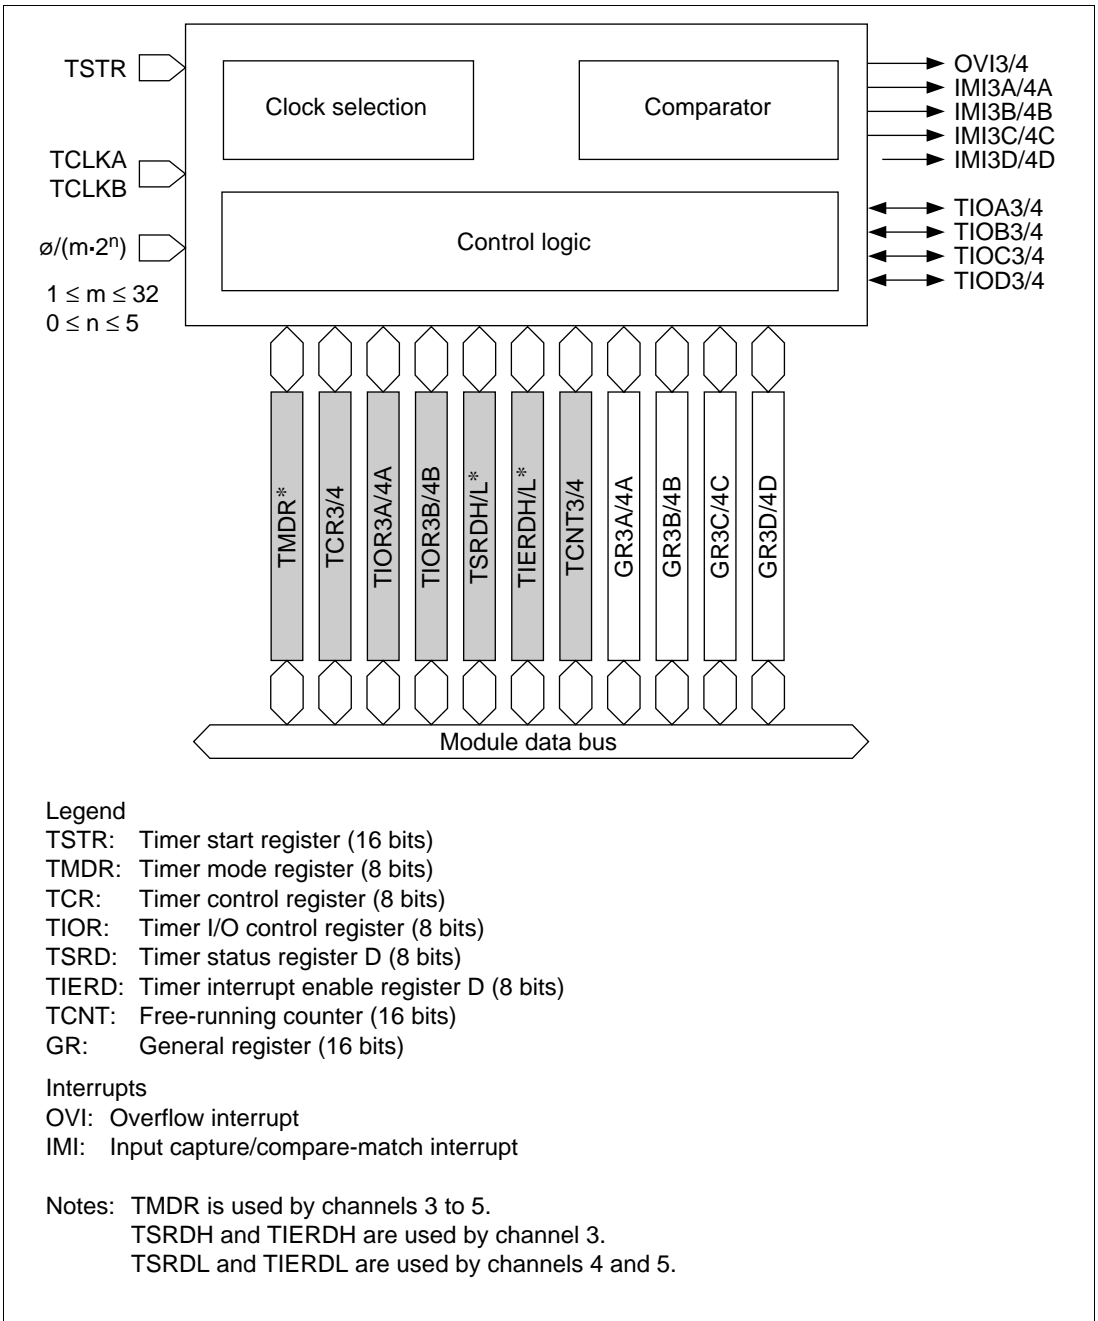 TSTR
TCLKA
TCLKB
ø/(m·2ⁿ)
1 ≤ m ≤ 32
0 ≤ n ≤ 5
Clock selection
Comparator
Control logic
OVI3/4
IMI3A/4A
IMI3B/4B
IMI3C/4C
IMI3D/4D
TIOA3/4
TIOB3/4
TIOC3/4
TIOD3/4
TMDR*
TCR3/4
TIOR3A/4A
TIOR3B/4B
TSRDH/L*
TIERDH/L*
TCNT3/4
GR3A/4A
GR3B/4B
GR3C/4C
GR3D/4D
Module data bus
Legend
TSTR: Timer start register (16 bits)
TMDR: Timer mode register (8 bits)
TCR: Timer control register (8 bits)
TIOR: Timer I/O control register (8 bits)
TSRD: Timer status register D (8 bits)
TIERD: Timer interrupt enable register D (8 bits)
TCNT: Free-running counter (16 bits)
GR: General register (16 bits)
Interrupts
OVI: Overflow interrupt
IMI: Input capture/compare-match interrupt
Notes: TMDR is used by channels 3 to 5.
TSRDH and TIERDH are used by channel 3.
TSRDL and TIERDL are used by channels 4 and 5.